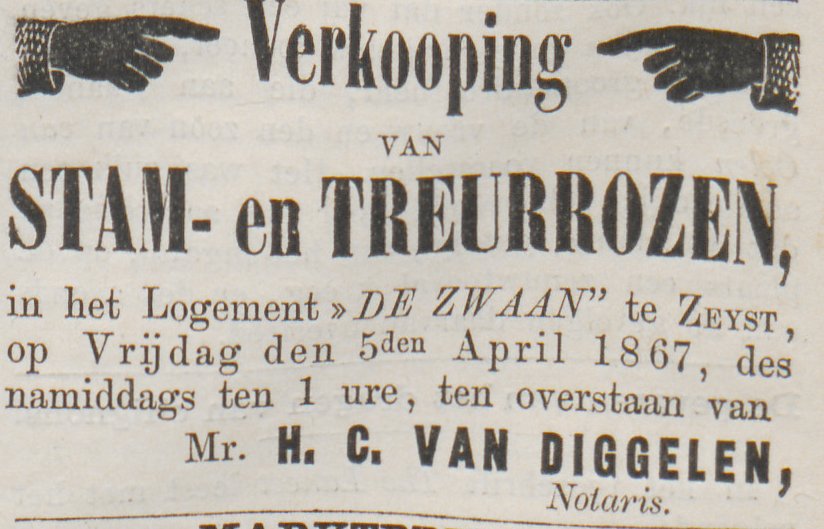 Verkooping
VAN
STAM- en TREURROZEN,
in het Logement »DE ZWAAN” te ZEYST,
op Vrijdag den 5den April 1867, des
namiddags ten 1 ure, ten overstaan van
Mr. H. C. VAN DIGGELEN,
Notaris.